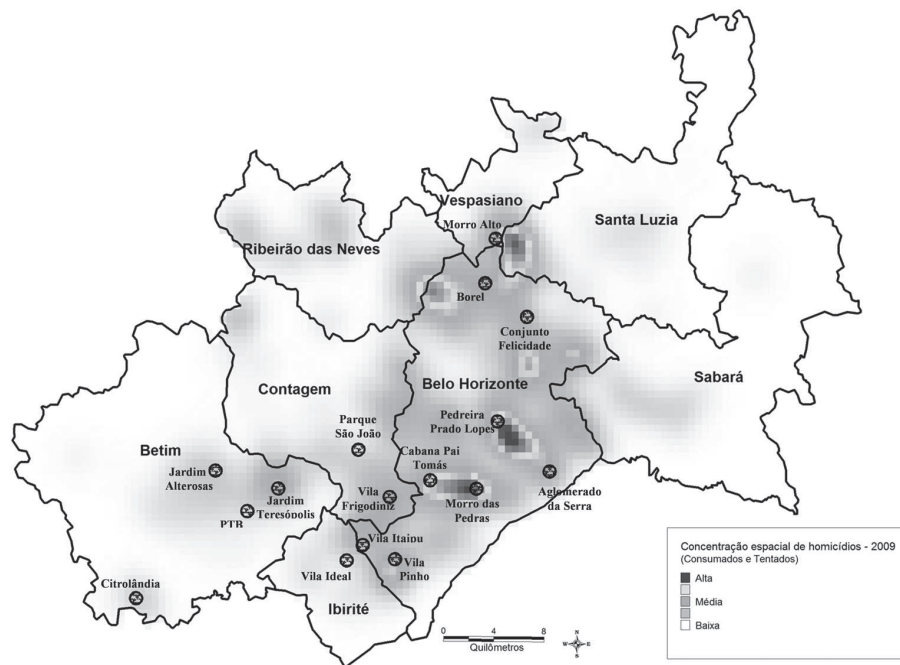 Vespasiano
Morro Alto
Santa Luzia
Ribeirão das Neves
Borel
Conjunto
Felicidade
Contagem
Belo Horizonte
Sabará
Parque
São João
Pedreira
Prado Lopes
Betim
Cabana Pai
Tomás
Jardim
Alterosas
Vila
Frigodiniz
Morro das
Pedras
Aglomerado
da Serra
Jardim
Teresópolis
PTB
Vila Itaipu
Vila Ideal
Vila
Pinho
Citrolândia
Ibirité
0 4 8
Quilômetros
N
W E
S
Concentração espacial de homicídios - 2009
(Consumados e Tentados)
Alta
Média
Baixa